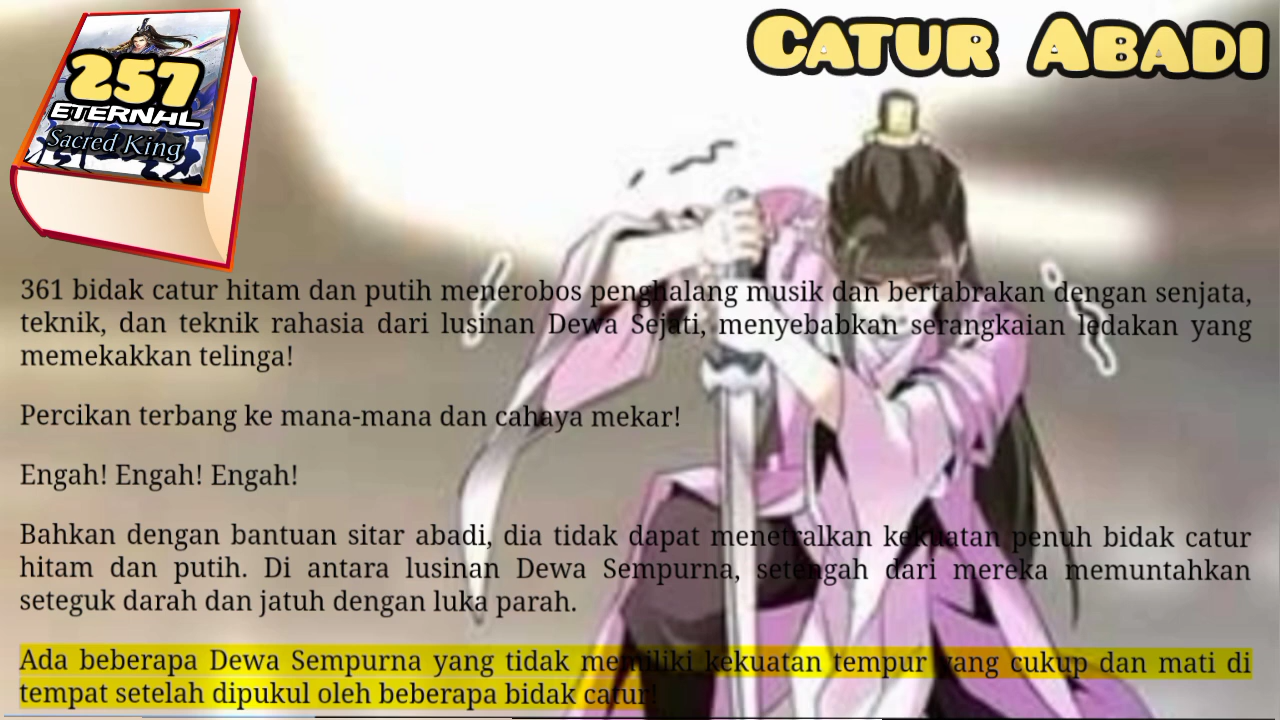 CATUR ABADI
257
ETERNAL
Sacred King
361 bidak catur hitam dan putih menerobos penghalang musik dan bertabrakan dengan senjata,
teknik, dan teknik rahasia dari lusinan Dewa Sejati, menyebabkan serangkaian ledakan yang
memekakkan telinga!
Percikan terbang ke mana-mana dan cahaya mekar!
Engah! Engah! Engah!
Bahkan dengan bantuan sitar abadi, dia tidak dapat menetralkan kekuatan penuh bidak catur
hitam dan putih. Di antara lusinan Dewa Sempurna, setengah dari mereka memuntahkan
seteguk darah dan jatuh dengan luka parah.
Ada beberapa Dewa Sempurna yang tidak memiliki kekuatan tempur yang cukup dan mati di
tempat setelah dipukul oleh beberapa bidak catur!